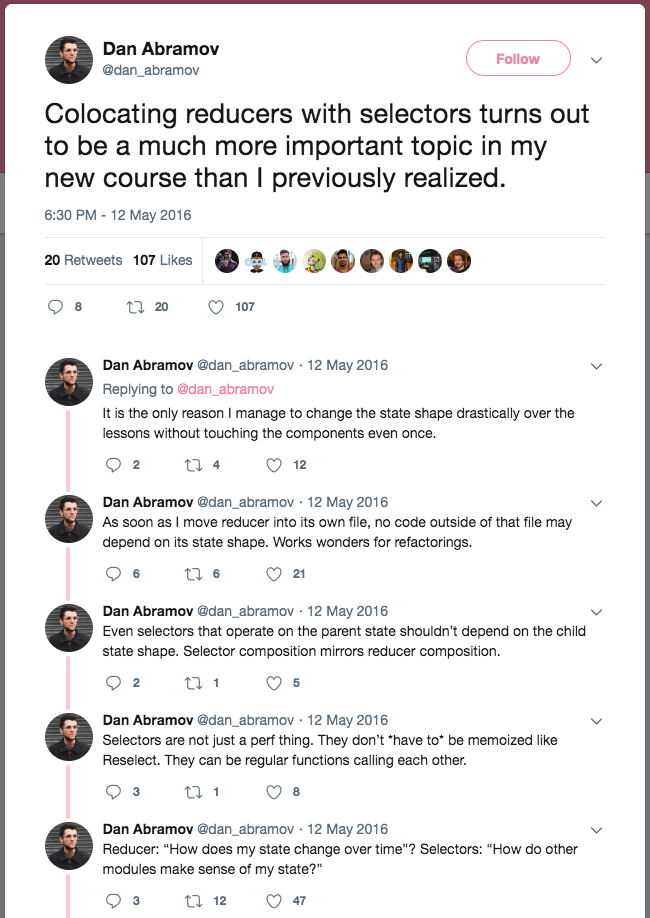 Dan Abramov
@dan_abramov
Follow
Colocating reducers with selectors turns out
to be a much more important topic in my
new course than I previously realized.
6:30 PM - 12 May 2016
20 Retweets 107 Likes
8 20 107
Dan Abramov @dan_abramov · 12 May 2016
Replying to @dan_abramov
It is the only reason I manage to change the state shape drastically over the
lessons without touching the components even once.
2 4 12
Dan Abramov @dan_abramov · 12 May 2016
As soon as I move reducer into its own file, no code outside of that file may
depend on its state shape. Works wonders for refactorings.
6 6 21
Dan Abramov @dan_abramov · 12 May 2016
Even selectors that operate on the parent state shouldn’t depend on the child
state shape. Selector composition mirrors reducer composition.
2 1 5
Dan Abramov @dan_abramov · 12 May 2016
Selectors are not just a perf thing. They don’t *have to* be memoized like
Reselect. They can be regular functions calling each other.
3 1 8
Dan Abramov @dan_abramov · 12 May 2016
Reducer: “How does my state change over time”? Selectors: “How do other
modules make sense of my state?”
3 12 47